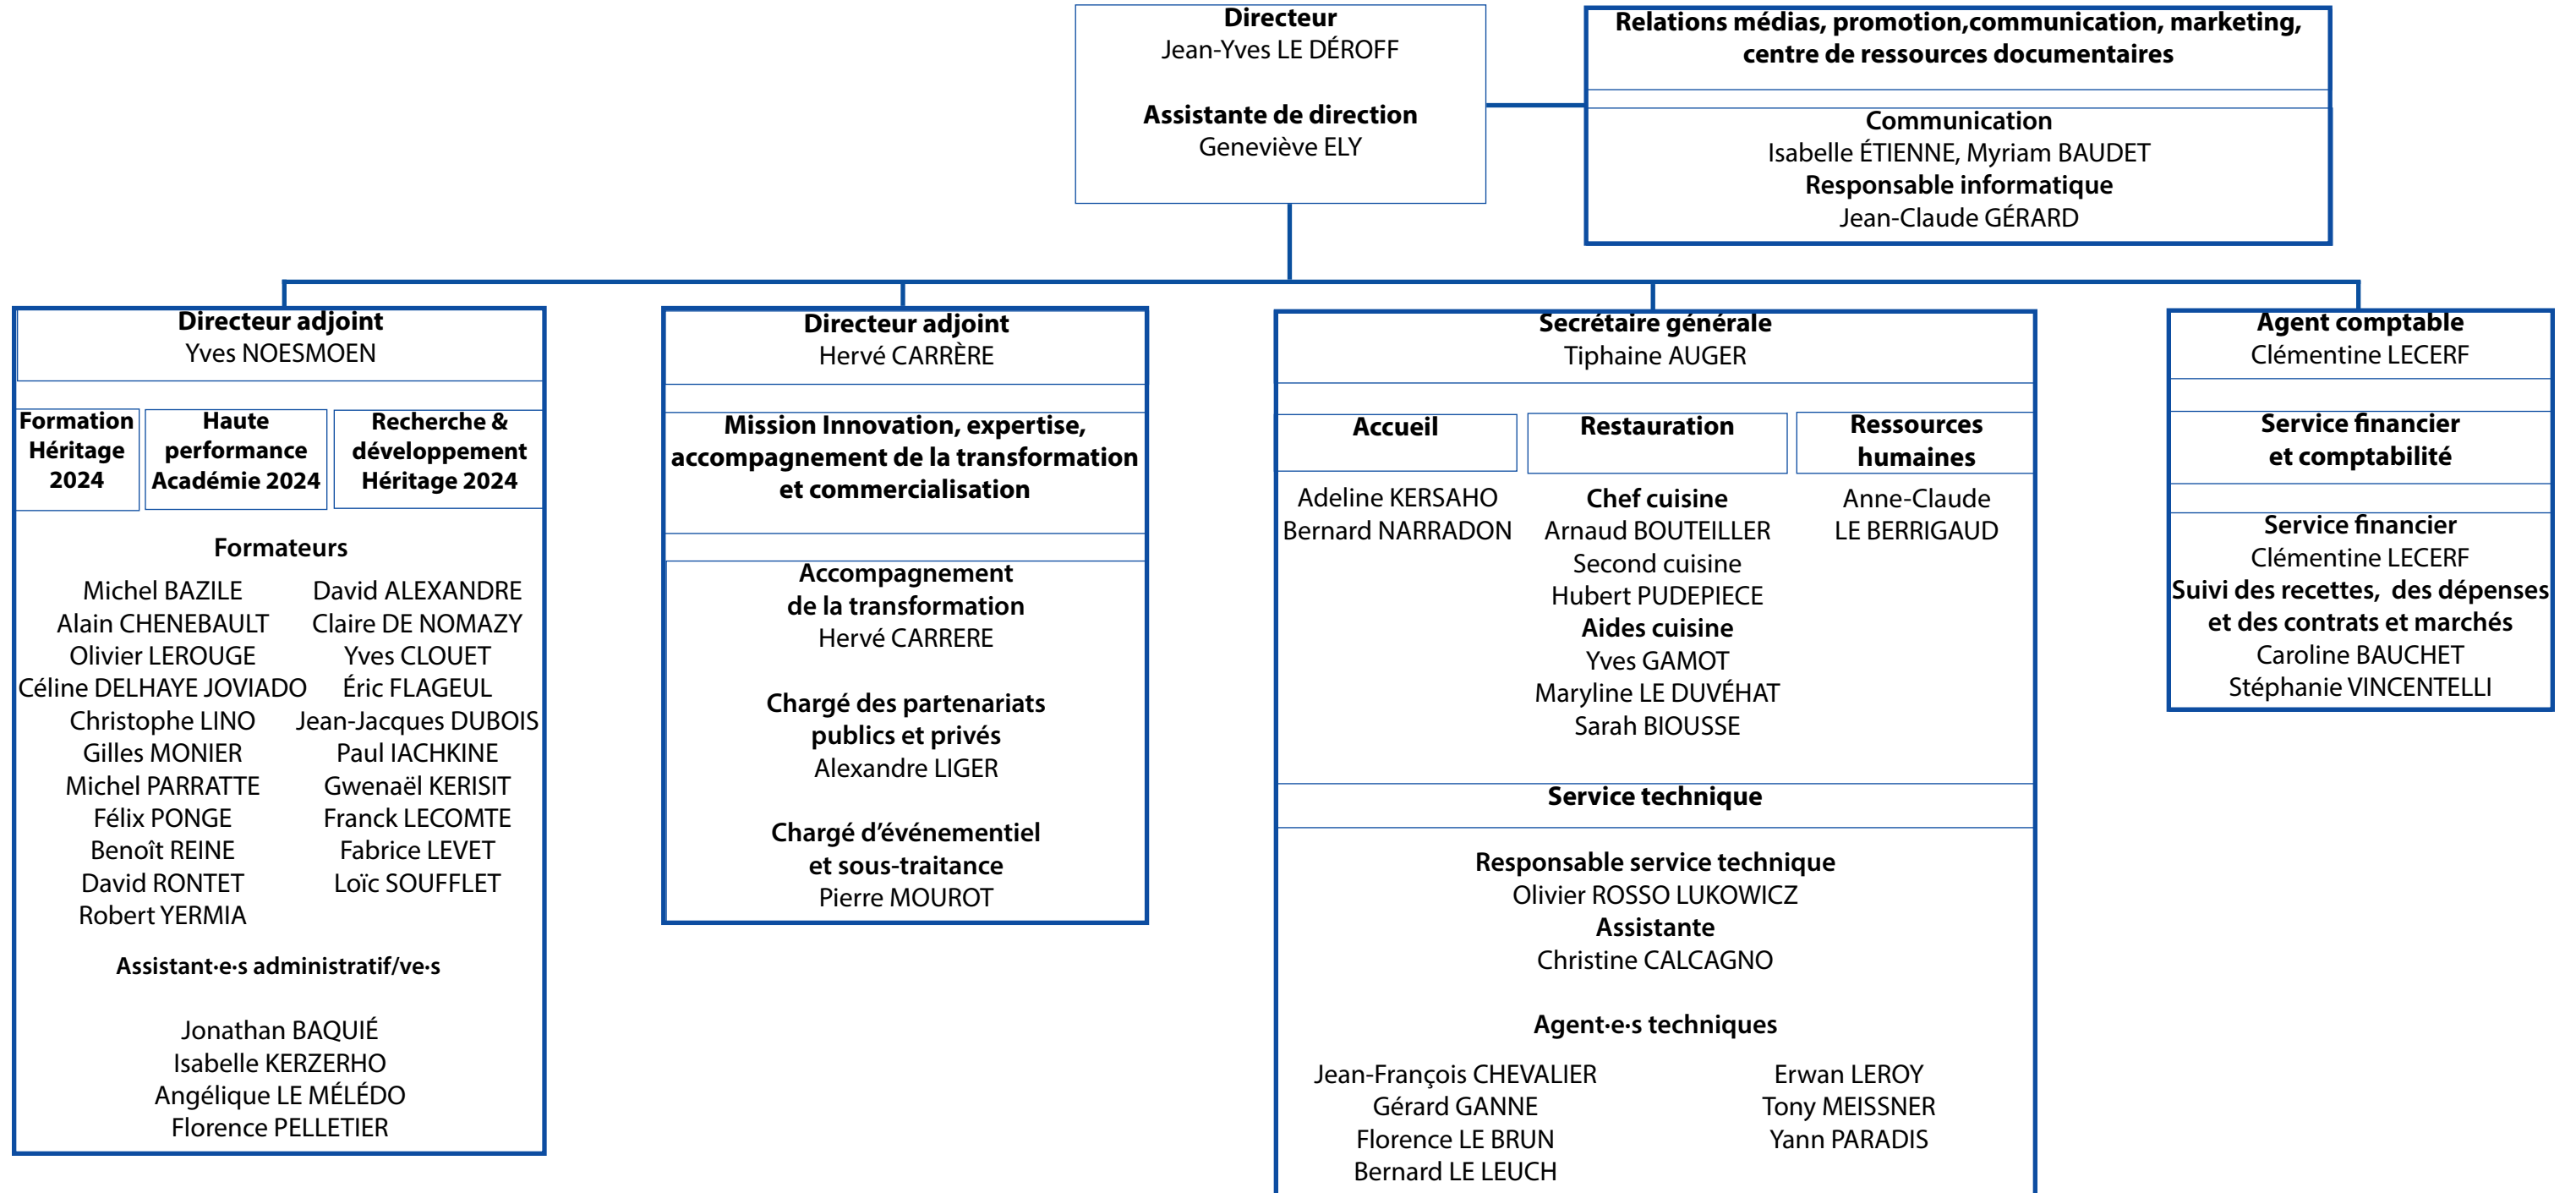 Directeur
Jean-Yves LE DÉROFF
Assistante de direction
Geneviève ELY
Relations médias, promotion,communication, marketing,
centre de ressources documentaires
Communication
Isabelle ÉTIENNE, Myriam BAUDET
Responsable informatique
Jean-Claude GÉRARD
Directeur adjoint
Yves NOESMOEN
Formation
Héritage
2024
Haute
performance
Académie 2024
Recherche &
développement
Héritage 2024
Formateurs
Michel BAZILE
Alain CHENEBAULT
Olivier LEROUGE
Céline DELHAYE JOVIADO
Christophe LINO
Gilles MONIER
Michel PARRATTE
Félix PONGE
Benoît REINE
David RONTET
Robert YERMIA
David ALEXANDRE
Claire DE NOMAZY
Yves CLOUET
Éric FLAGEUL
Jean-Jacques DUBOIS
Paul IACHKINE
Gwenaël KERISIT
Franck LECOMTE
Fabrice LEVET
Loïc SOUFFLET
Assistant·e·s administratif/ve·s
Jonathan BAQUIÉ
Isabelle KERZERHO
Angélique LE MÉLÉDO
Florence PELLETIER
Directeur adjoint
Hervé CARRÈRE
Mission Innovation, expertise,
accompagnement de la transformation
et commercialisation
Accompagnement
de la transformation
Hervé CARRERE
Chargé des partenariats
publics et privés
Alexandre LIGER
Chargé d’événementiel
et sous-traitance
Pierre MOUROT
Secrétaire générale
Tiphaine AUGER
Accueil
Adeline KERSAHO
Bernard NARRADON
Restauration
Chef cuisine
Arnaud BOUTEILLER
Second cuisine
Hubert PUDEPIECE
Aides cuisine
Yves GAMOT
Maryline LE DUVÉHAT
Sarah BIOUSSE
Ressources
humaines
Anne-Claude
LE BERRIGAUD
Service technique
Responsable service technique
Olivier ROSSO LUKOWICZ
Assistante
Christine CALCAGNO
Agent·e·s techniques
Jean-François CHEVALIER
Gérard GANNE
Florence LE BRUN
Bernard LE LEUCH
Erwan LEROY
Tony MEISSNER
Yann PARADIS
Agent comptable
Clémentine LECERF
Service financier
et comptabilité
Service financier
Clémentine LECERF
Suivi des recettes, des dépenses
et des contrats et marchés
Caroline BAUCHET
Stéphanie VINCENTELLI